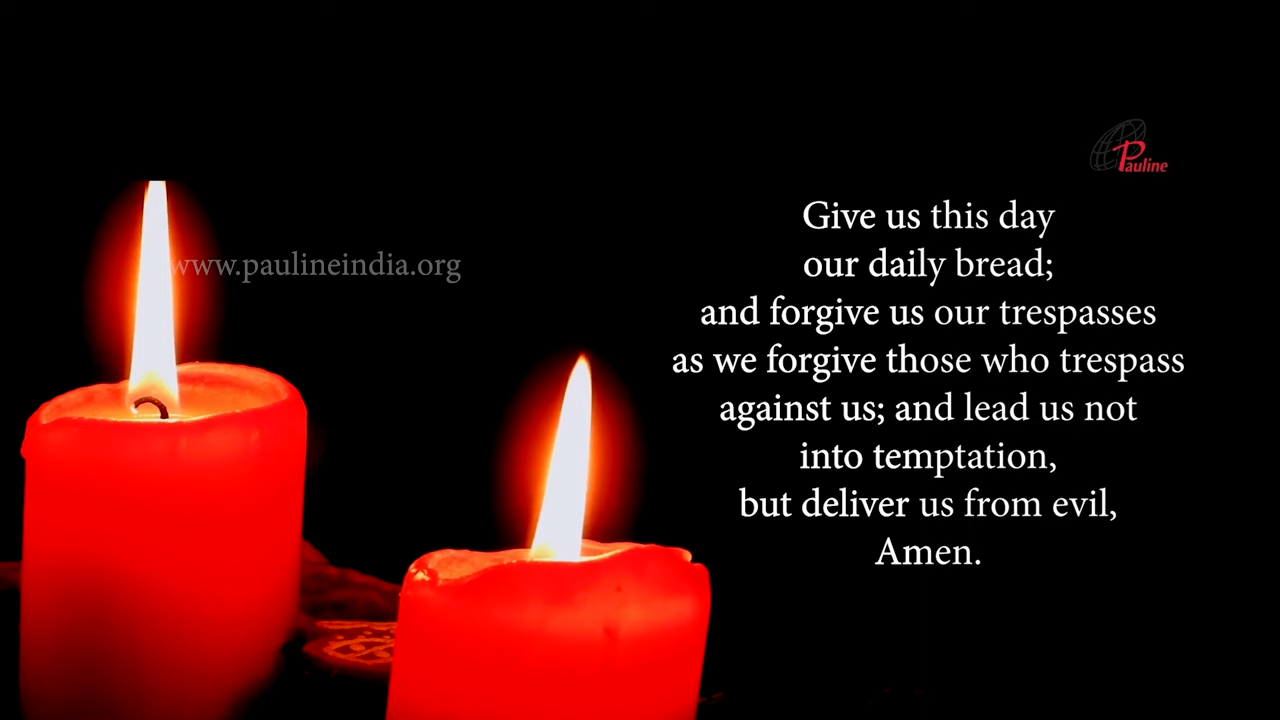 Pauline
www.paulineindia.org
Give us this day
our daily bread;
and forgive us our trespasses
as we forgive those who trespass
against us; and lead us not
into temptation,
but deliver us from evil,
Amen.